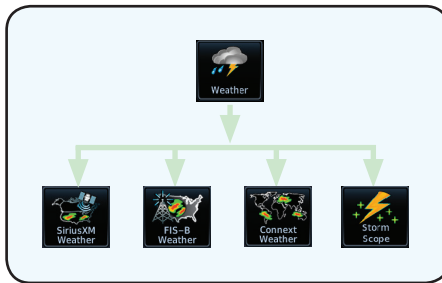 Weather
SiriusXM
Weather
FIS-B
Weather
Connext
Weather
Storm
Scope